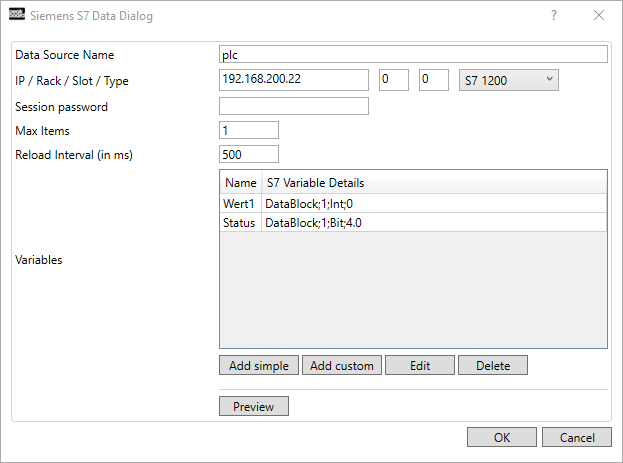 peak board Siemens S7 Data Dialog ?
Data Source Name plc
IP / Rack / Slot / Type 192.168.200.22 0 0 S7 1200
Session password
Max Items 1
Reload Interval (in ms) 500
Name S7 Variable Details
Wert1 DataBlock;1;Int;0
Status DataBlock;1;Bit;4.0
Variables
Add simple Add custom Edit Delete
Preview
OK Cancel